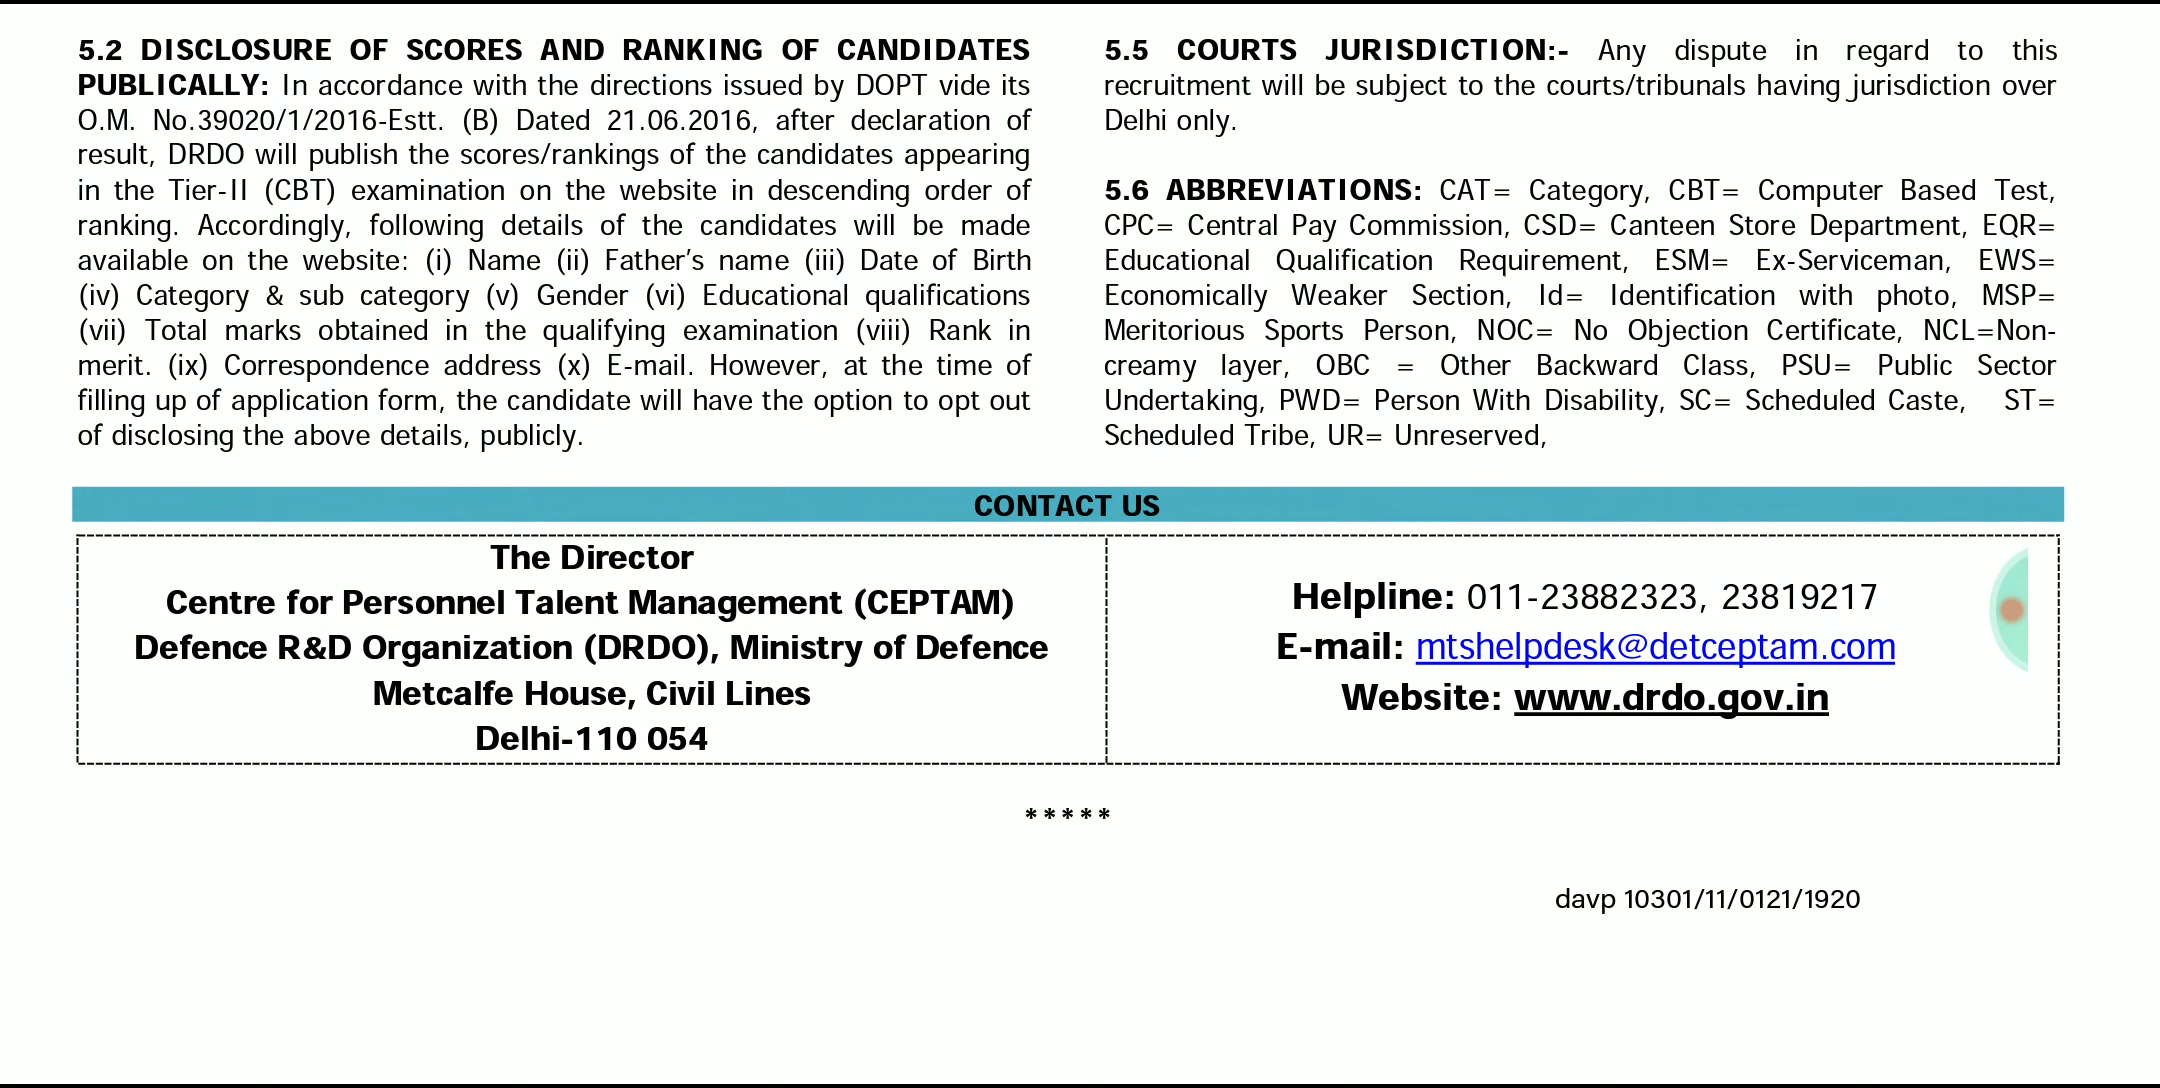 5.2 DISCLOSURE OF SCORES AND RANKING OF CANDIDATES
PUBLICALLY: In accordance with the directions issued by DOPT vide its
O.M. No.39020/1/2016-Estt. (B) Dated 21.06.2016, after declaration of
result, DRDO will publish the scores/rankings of the candidates appearing
in the Tier-II (CBT) examination on the website in descending order of
ranking. Accordingly, following details of the candidates will be made
available on the website: (i) Name (ii) Father's name (iii) Date of Birth
(iv) Category & sub category (v) Gender (vi) Educational qualifications
(vii) Total marks obtained in the qualifying examination (viii) Rank in
merit. (ix) Correspondence address (x) E-mail. However, at the time of
filling up of application form, the candidate will have the option to opt out
of disclosing the above details, publicly.
5.5 COURTS JURISDICTION:- Any dispute in regard to this
recruitment will be subject to the courts/tribunals having jurisdiction over
Delhi only.
5.6 ABBREVIATIONS: CAT= Category, CBT= Computer Based Test,
CPC= Central Pay Commission, CSD= Canteen Store Department, EQR=
Educational Qualification Requirement, ESM= Ex-Serviceman, EWS=
Economically Weaker Section, Id= Identification with photo, MSP=
Meritorious Sports Person, NOC= No Objection Certificate, NCL=Non-
creamy layer, OBC = Other Backward Class, PSU= Public Sector
Undertaking, PWD= Person With Disability, SC= Scheduled Caste, ST=
Scheduled Tribe, UR= Unreserved,
CONTACT US
The Director
Centre for Personnel Talent Management (CEPTAM)
Defence R&D Organization (DRDO), Ministry of Defence
Metcalfe House, Civil Lines
Delhi-110 054
Helpline: 011-23882323, 23819217
E-mail: mtshelpdesk@detceptam.com
Website: www.drdo.gov.in
*****
davp 10301/11/0121/1920